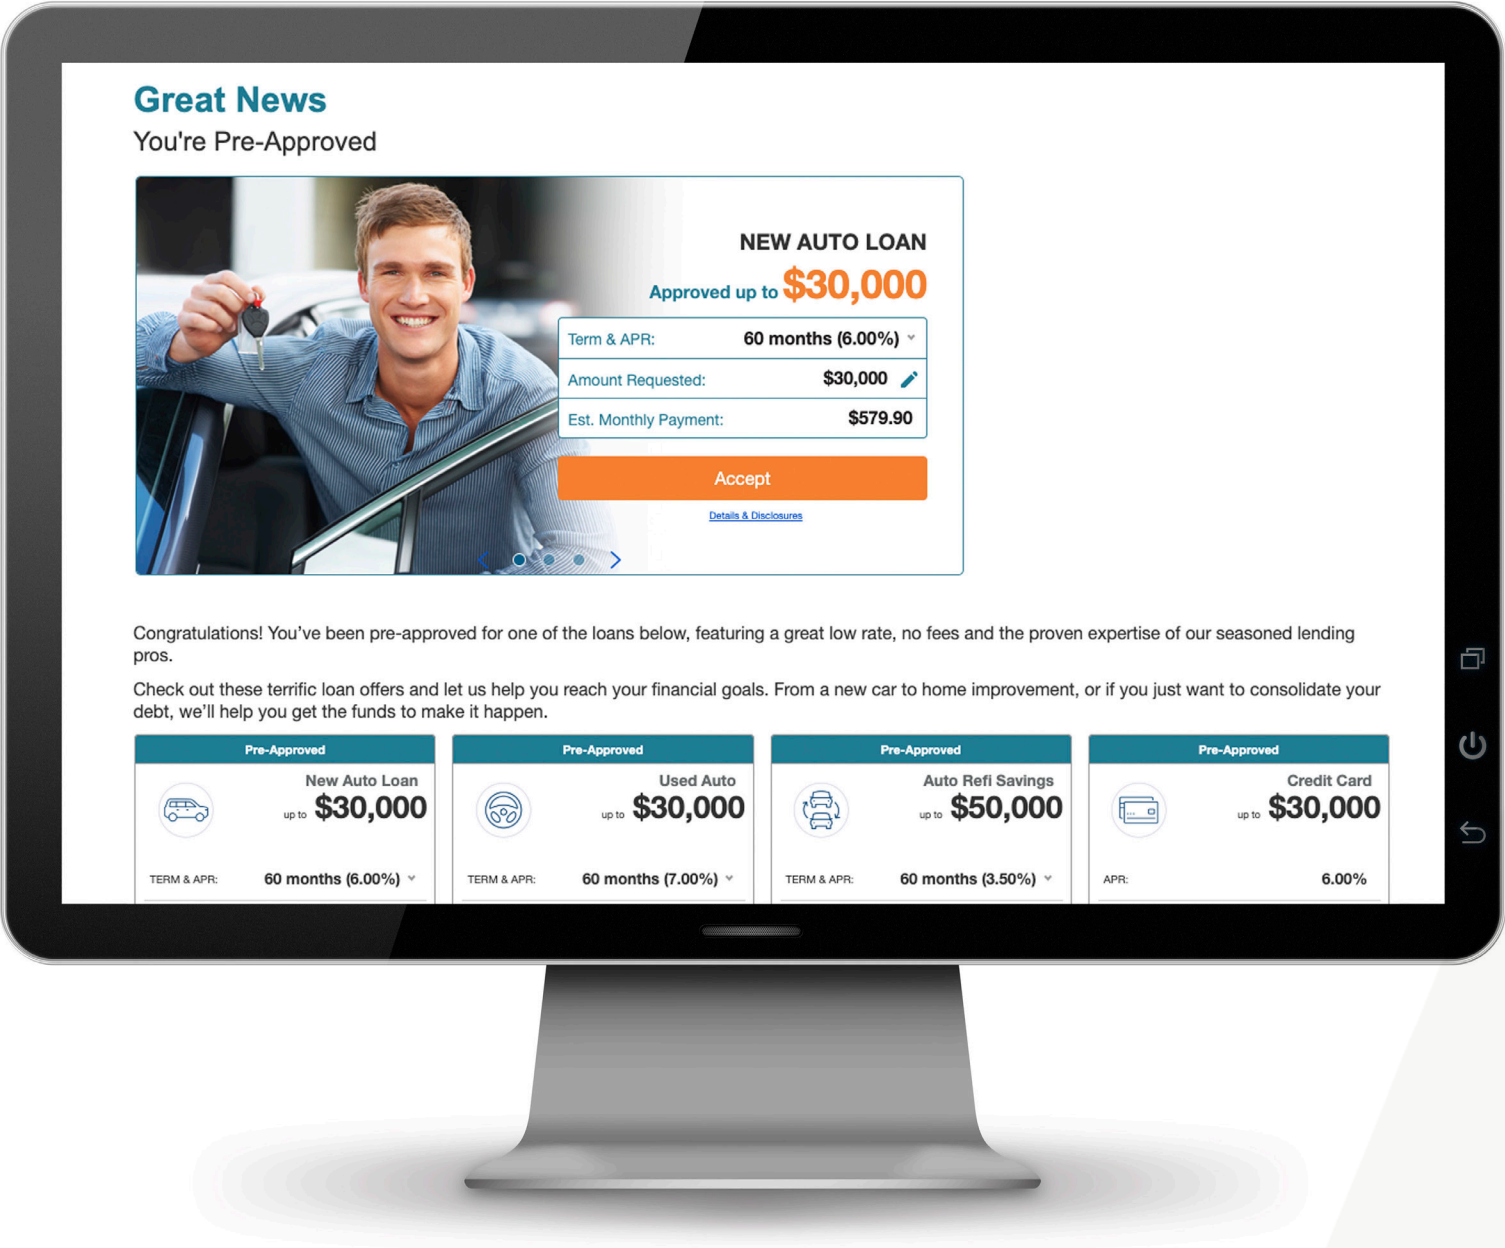 Great News
You're Pre-Approved
NEW AUTO LOAN
Approved up to $30,000
Term & APR: 60 months (6.00%)
Amount Requested: $30,000
Est. Monthly Payment: $579.90
Accept
Details & Disclosures
Congratulations! You've been pre-approved for one of the loans below, featuring a great low rate, no fees and the proven expertise of our seasoned lending
pros.
Check out these terrific loan offers and let us help you reach your financial goals. From a new car to home improvement, or if you just want to consolidate your
debt, we'll help you get the funds to make it happen.
Pre-Approved
New Auto Loan
up to $30,000
TERM & APR: 60 months (6.00%)
Pre-Approved
Used Auto
up to $30,000
TERM & APR: 60 months (7.00%)
Pre-Approved
Auto Refi Savings
up to $50,000
TERM & APR: 60 months (3.50%)
Pre-Approved
Credit Card
up to $30,000
APR: 6.00%